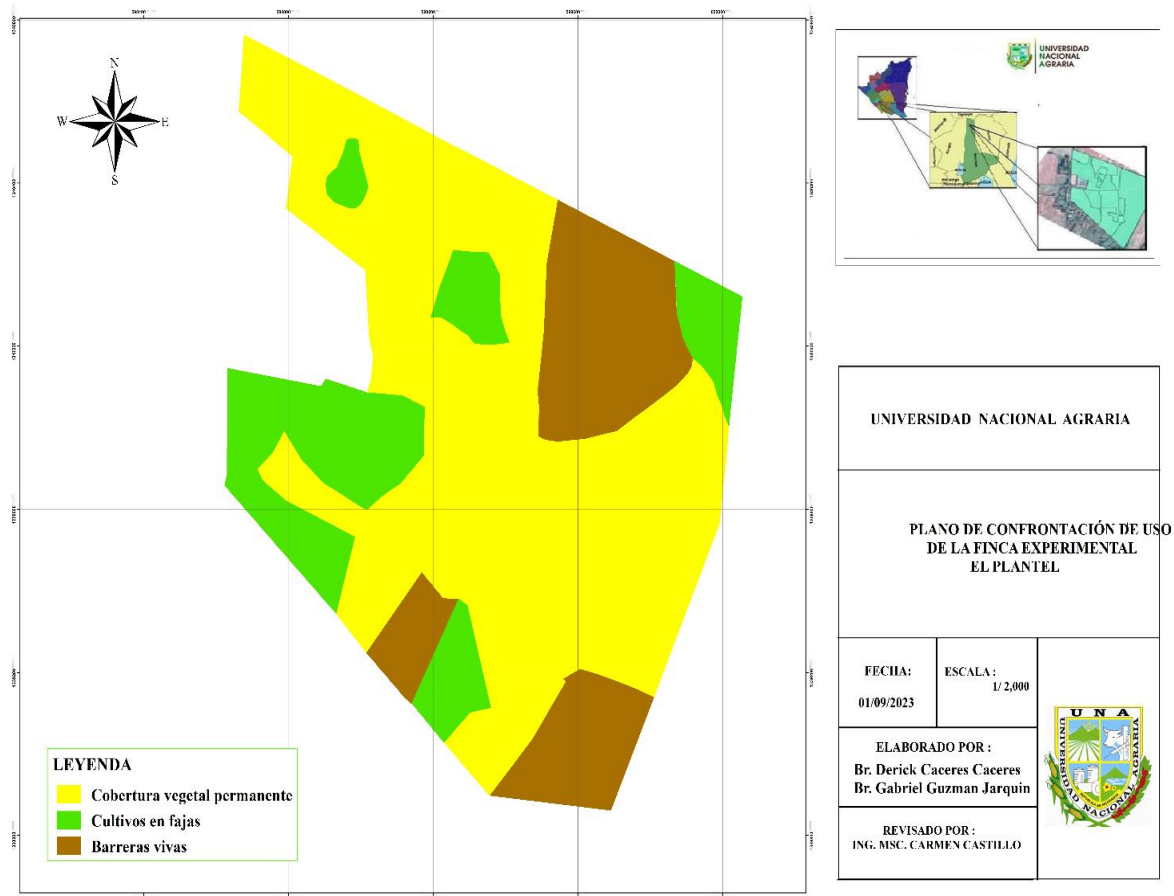 N
W
E
S
LEYENDA
Cobertura vegetal permanente
Cultivos en fajas
Barreras vivas
UNIVERSIDAD
NACIONAL
AGRARIA
UNIVERSIDAD NACIONAL AGRARIA
PLANO DE CONFRONTACIÓN DE USO
DE LA FINCA EXPERIMENTAL
EL PLANTEL
FECHA:
01/09/2023
ESCALA :
1/ 2,000
ELABORADO POR :
Br. Derick Caceres Caceres
Br. Gabriel Guzman Jarquin
REVISADO POR :
ING. MSC. CARMEN CASTILLO
U N A
UNIVERSIDAD NACIONAL AGRARIA